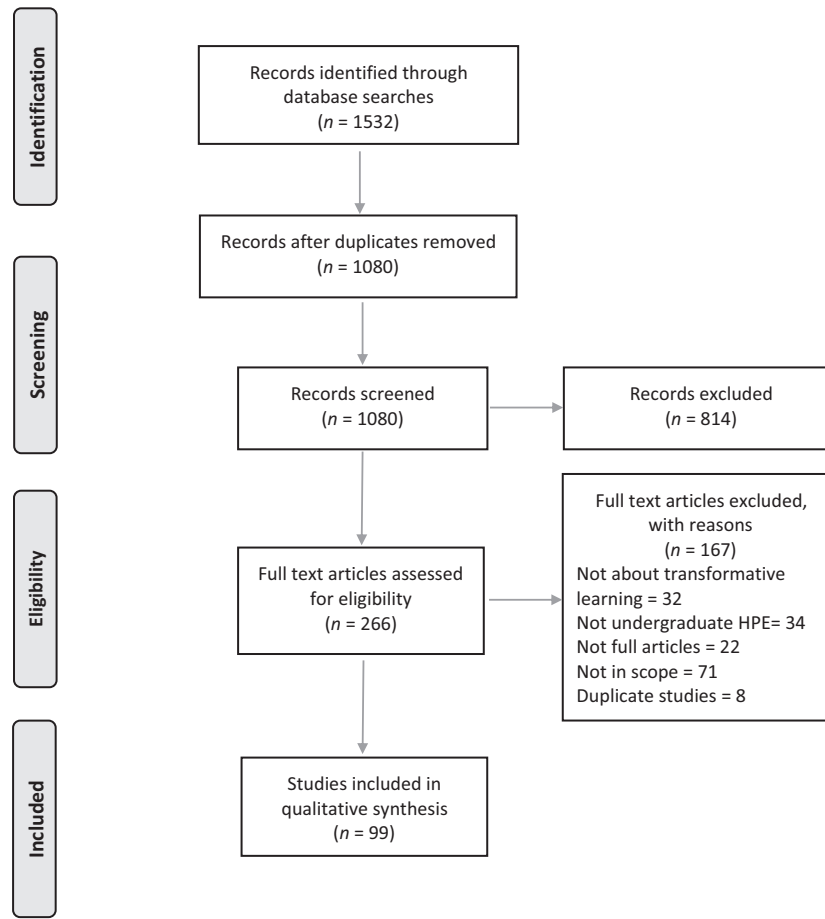 Identification
Records identified through
database searches
(n = 1532)
Records after duplicates removed
(n = 1080)
Screening
Records screened
(n = 1080)
Records excluded
(n = 814)
Eligibility
Full text articles assessed
for eligibility
(n = 266)
Full text articles excluded,
with reasons
(n = 167)
Not about transformative
learning = 32
Not undergraduate HPE= 34
Not full articles = 22
Not in scope = 71
Duplicate studies = 8
Included
Studies included in
qualitative synthesis
(n = 99)